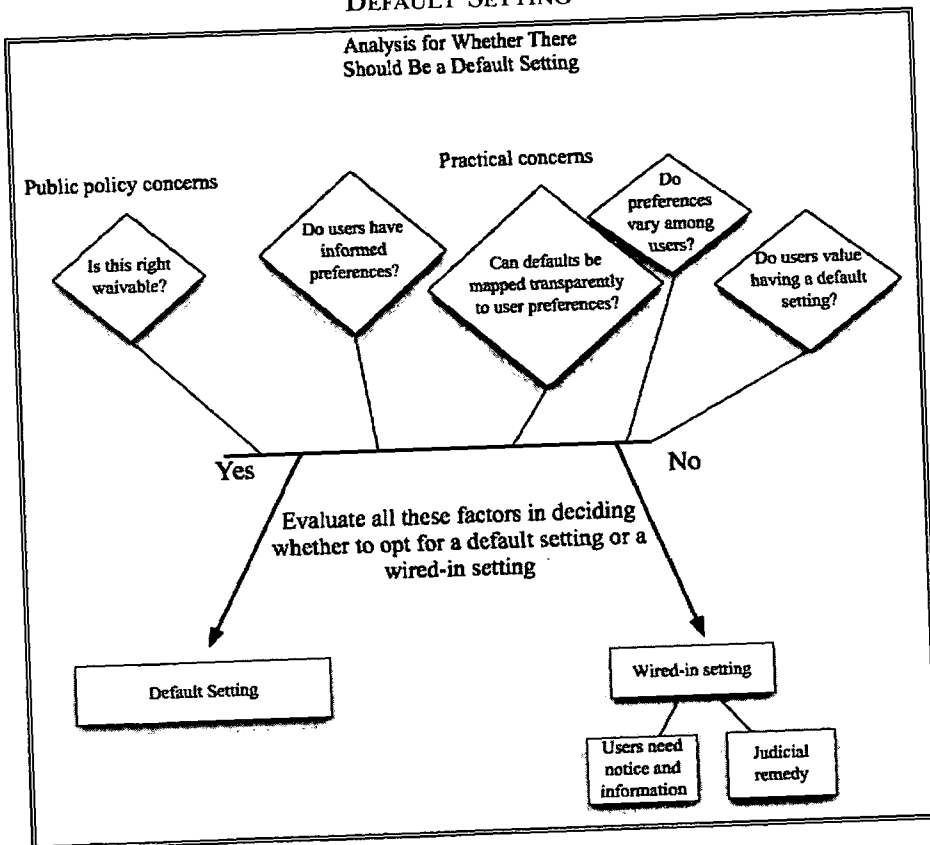 DEFAULT SETTING
Analysis for Whether There
Should Be a Default Setting
Public policy concerns
Practical concerns
Is this right
waivable?
Do users have
informed
preferences?
Can defaults be
mapped transparently
to user preferences?
Do
preferences
vary among
users?
Do users value
having a default
setting?
Yes
No
Evaluate all these factors in deciding
whether to opt for a default setting or a
wired-in setting
Default Setting
Wired-in setting
Users need
notice and
information
Judicial
remedy